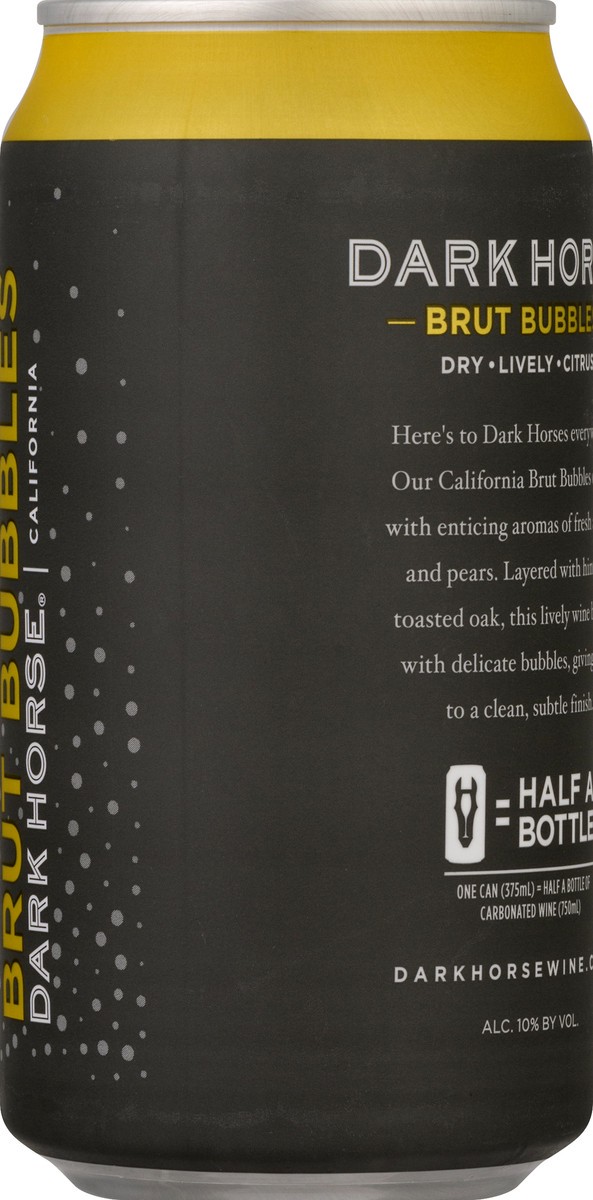 BRUT BUBBLES
DARK HORSE® | CALIFORNIA
DARK HOR
— BRUT BUBBLES
DRY • LIVELY • CITRUS
Here's to Dark Horses everyw
Our California Brut Bubbles
with enticing aromas of fresh
and pears. Layered with hin
toasted oak, this lively wine
with delicate bubbles, giving
to a clean, subtle finish.
= HALF A
BOTTLE
ONE CAN (375mL) = HALF A BOTTLE OF
CARBONATED WINE (750mL)
DARKHORSEWINE.C
ALC. 10% BY VOL.